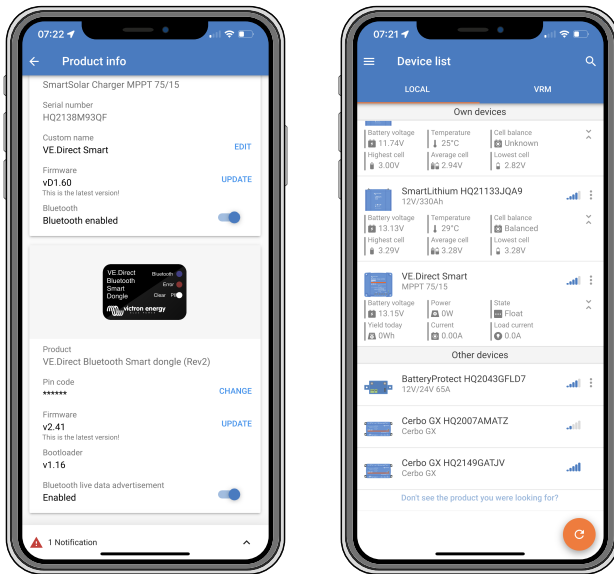 07:22
Product info
SmartSolar Charger MPPT 75/15
Serial number
HQ2138M93QF
Custom name
VE.Direct Smart
EDIT
Firmware
vD1.60
UPDATE
This is the latest version!
Bluetooth
Bluetooth enabled
VE.Direct
Bluetooth
Smart
Dongle
Bluetooth
Error
Clear PIN
victron energy
Product
VE.Direct Bluetooth Smart dongle (Rev2)
Pin code
******
CHANGE
Firmware
v2.41
UPDATE
This is the latest version!
Bootloader
v1.16
Bluetooth live data advertisement
Enabled
1 Notification
07:21
Device list
LOCAL
VRM
Own devices
Battery voltage Temperature Cell balance
11.74V 25°C Unknown
Highest cell Average cell Lowest cell
3.00V 2.94V 2.82V
SmartLithium HQ21133JQA9
12V/330Ah
Battery voltage Temperature Cell balance
13.13V 29°C Balanced
Highest cell Average cell Lowest cell
3.29V 3.28V 3.28V
VE.Direct Smart
MPPT 75/15
Battery voltage Power State
13.15V 0W Float
Yield today Current Load current
0Wh 0.00A 0.0A
Other devices
BatteryProtect HQ2043GFLD7
12V/24V 65A
Cerbo GX HQ2007AMATZ
Cerbo GX
Cerbo GX HQ2149GATJV
Cerbo GX
Don't see the product you were looking for?